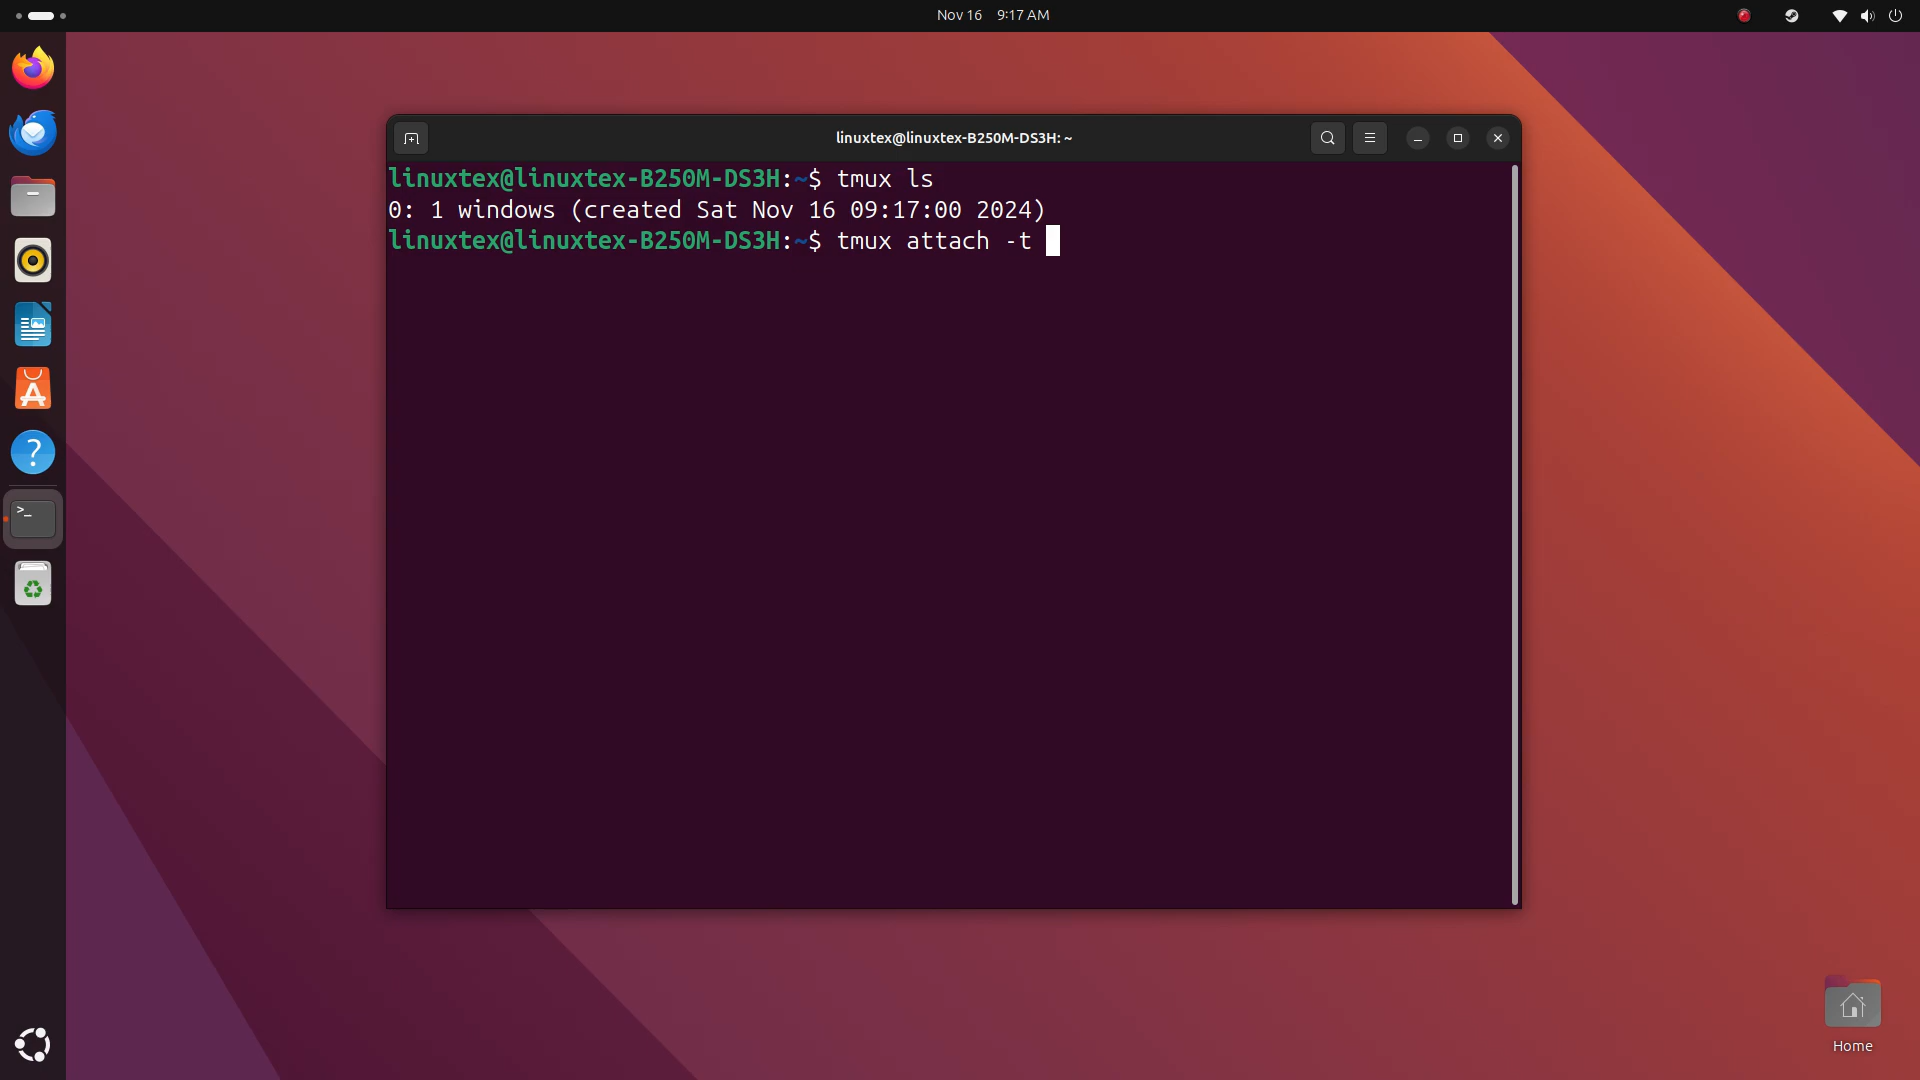 Nov 16 9:17 AM
linuxtex@linuxtex-B250M-DS3H: ~
linuxtex@linuxtex-B250M-DS3H:~$ tmux ls
0: 1 windows (created Sat Nov 16 09:17:00 2024)
linuxtex@linuxtex-B250M-DS3H:~$ tmux attach -t
Home